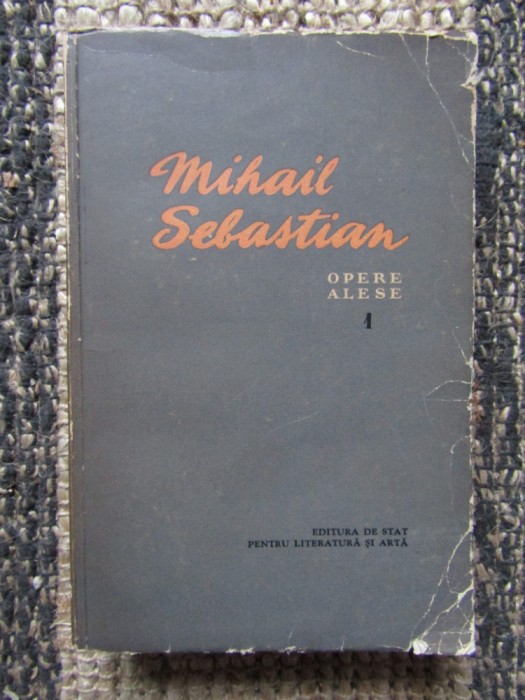 Mihail
Sebastian
OPERE
ALESE
1
EDITURA DE STAT
PENTRU LITERATURĂ ȘI ARTĂ